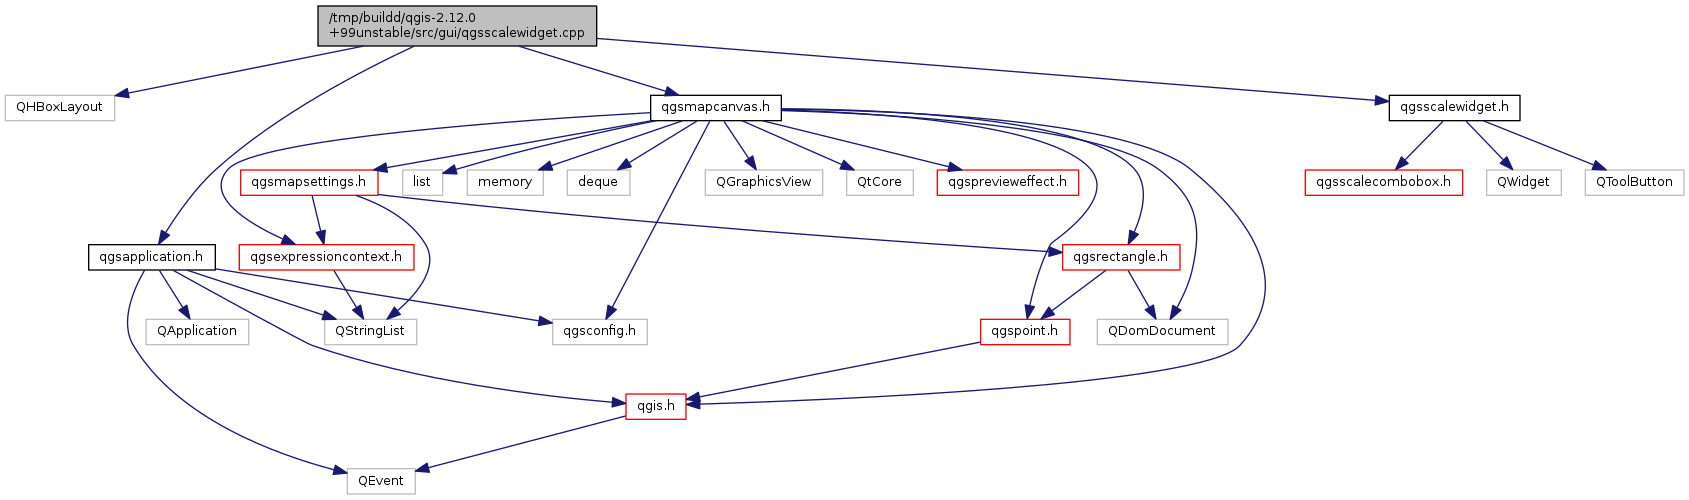 /tmp/buildd/qgis-2.12.0
+99unstable/src/gui/qgsscalewidget.cpp
QHBoxLayout
qgsmapcanvas.h
qgsscalewidget.h
qgsmapsettings.h
list
memory
deque
QGraphicsView
QtCore
qgsprevieweffect.h
qgsscalecombobox.h
QWidget
QToolButton
qgsapplication.h
qgsexpressioncontext.h
qgsrectangle.h
QApplication
QStringList
qgsconfig.h
qgspoint.h
QDomDocument
qgis.h
QEvent